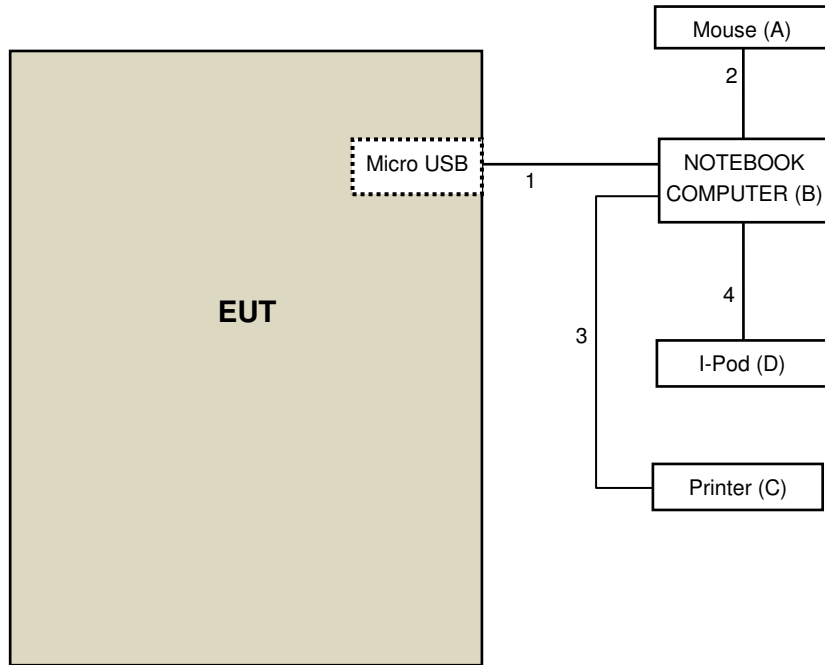 Mouse (A)
2
Micro USB
1
NOTEBOOK
COMPUTER (B)
EUT
3
4
I-Pod (D)
Printer (C)